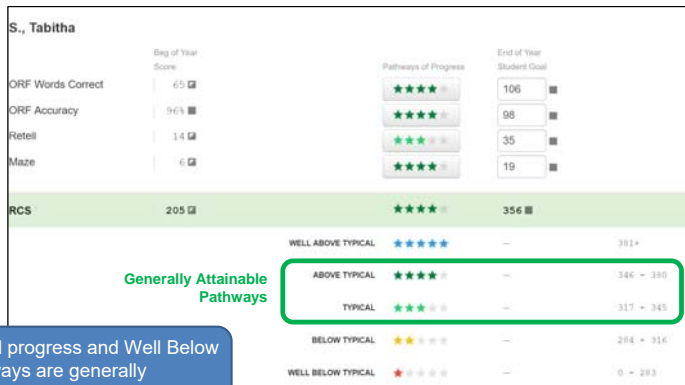 S., Tabitha
Beg of Year
Score
Pathways of Progress
End of Year
Student Goal
ORF Words Correct 65 106
ORF Accuracy 96% 98
Retell 14 35
Maze 6 19
RCS 205 356
WELL ABOVE TYPICAL – 381+
Generally Attainable
Pathways
ABOVE TYPICAL – 346 - 380
TYPICAL – 317 - 345
BELOW TYPICAL – 284 - 316
WELL BELOW TYPICAL – 0 - 283
progress and Well Below
ways are generally